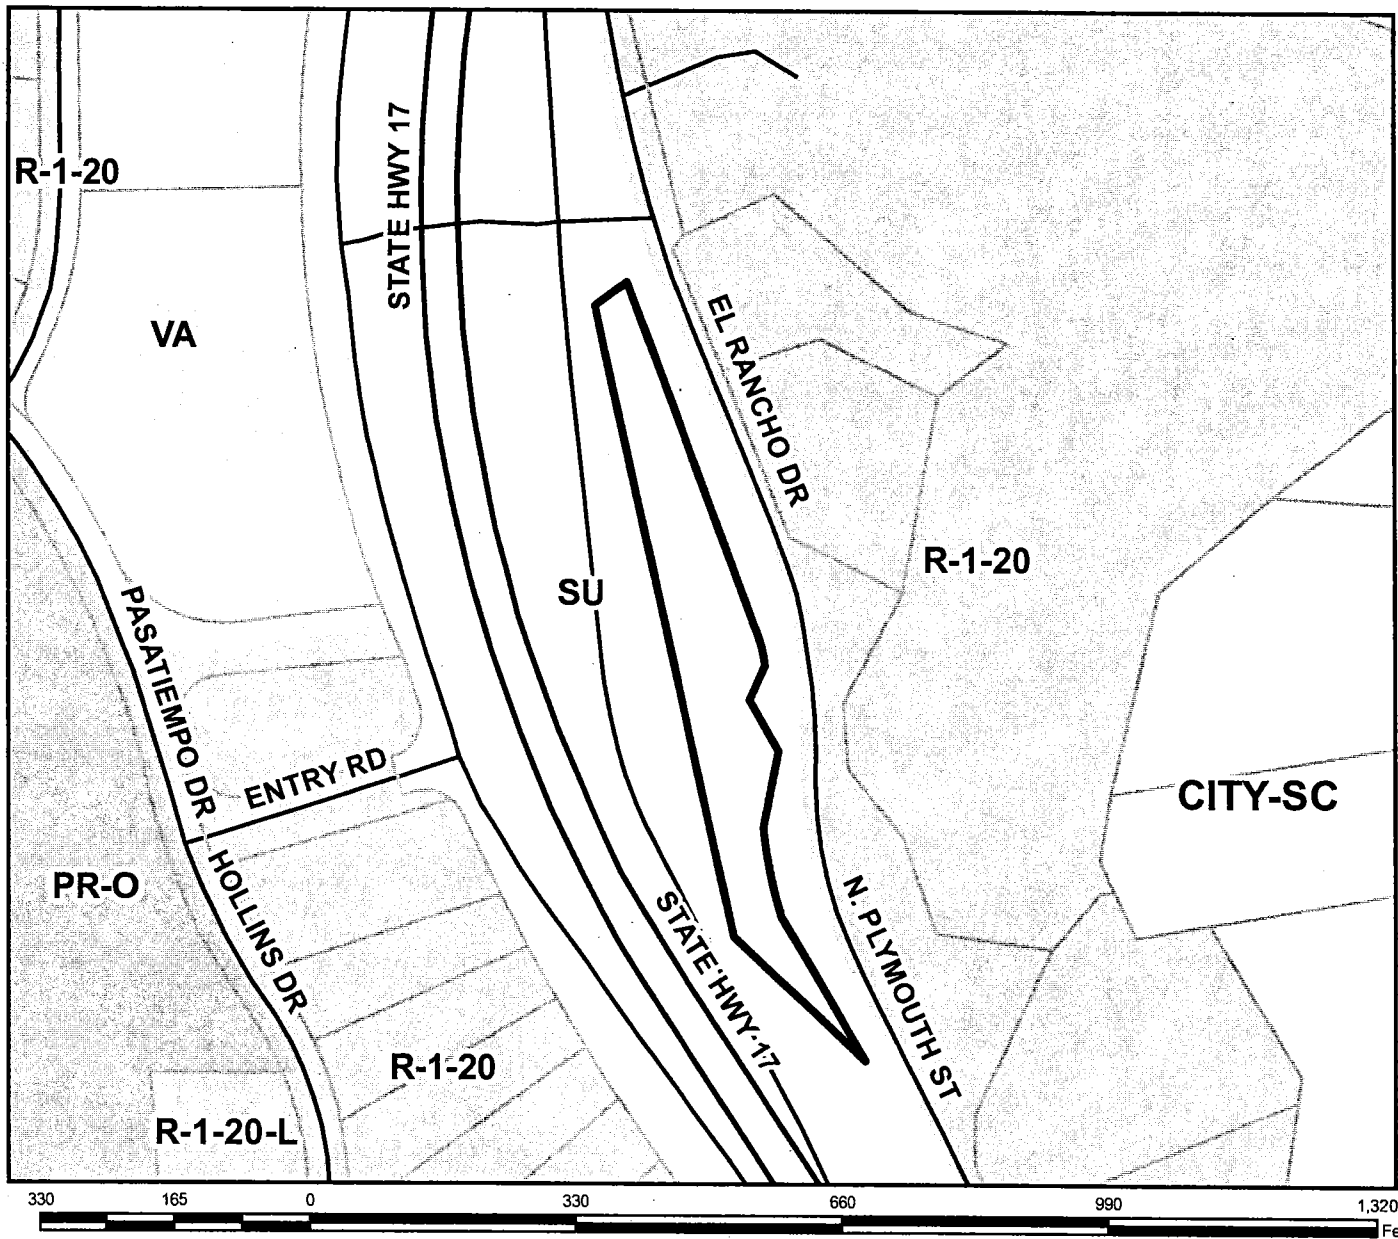 STATE HWY 17
R-1-20
VA
EL RANCHO DR
R-1-20
SU
PASATIEMPO DR
ENTRY RD
CITY-SC
PR-O
HOLLINS DR
STATE HWY 17
N. PLYMOUTH ST
R-1-20
R-1-20-L
330 165 0 330 660 990 1,320
Fe